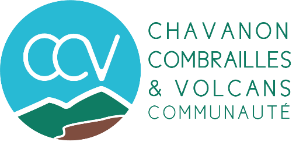 CCV
CHAVANON
COMBRAILLES
& VOLCANS
COMMUNAUTÉ